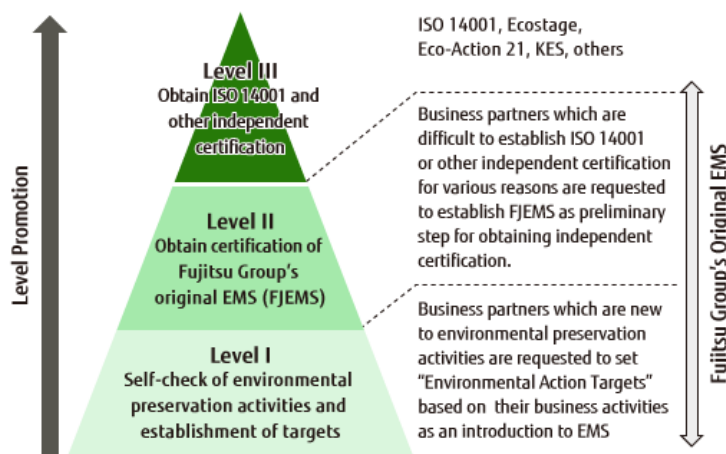 Level Promotion
Level III
Obtain ISO 14001 and
other independent
certification
Level II
Obtain certification of
Fujitsu Group's
original EMS (FJEMS)
Level I
Self-check of environmental
preservation activities and
establishment of targets
ISO 14001, Ecostage,
Eco-Action 21, KES, others
Business partners which are
difficult to establish ISO 14001
or other independent certification
for various reasons are requested
to establish FJEMS as preliminary
step for obtaining independent
certification.
Business partners which are new
to environmental preservation
activities are requested to set
“Environmental Action Targets”
based on their business activities
as an introduction to EMS
Fujitsu Group's Original EMS